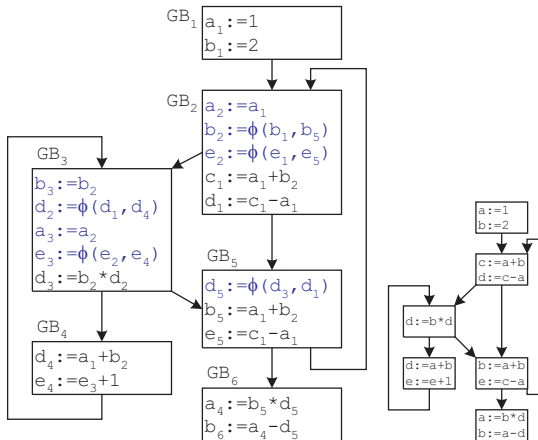 GB₁
a₁:=1
b₁:=2
GB₂
a₂:=a₁
b₂:=ϕ(b₁,b₅)
e₂:=ϕ(e₁,e₅)
c₁:=a₁+b₂
d₁:=c₁-a₁
GB₃
b₃:=b₂
d₂:=ϕ(d₁,d₄)
a₃:=a₂
e₃:=ϕ(e₂,e₄)
d₃:=b₂*d₂
GB₄
d₄:=a₁+b₂
e₄:=e₃+1
GB₅
d₅:=ϕ(d₃,d₁)
b₅:=a₁+b₂
e₅:=c₁-a₁
GB₆
a₄:=b₅*d₅
b₆:=a₄-d₅
a:=1
b:=2
c:=a+b
d:=c-a
d:=b*d
d:=a+b
e:=e+1
b:=a+b
e:=c-a
a:=b*d
b:=a-d